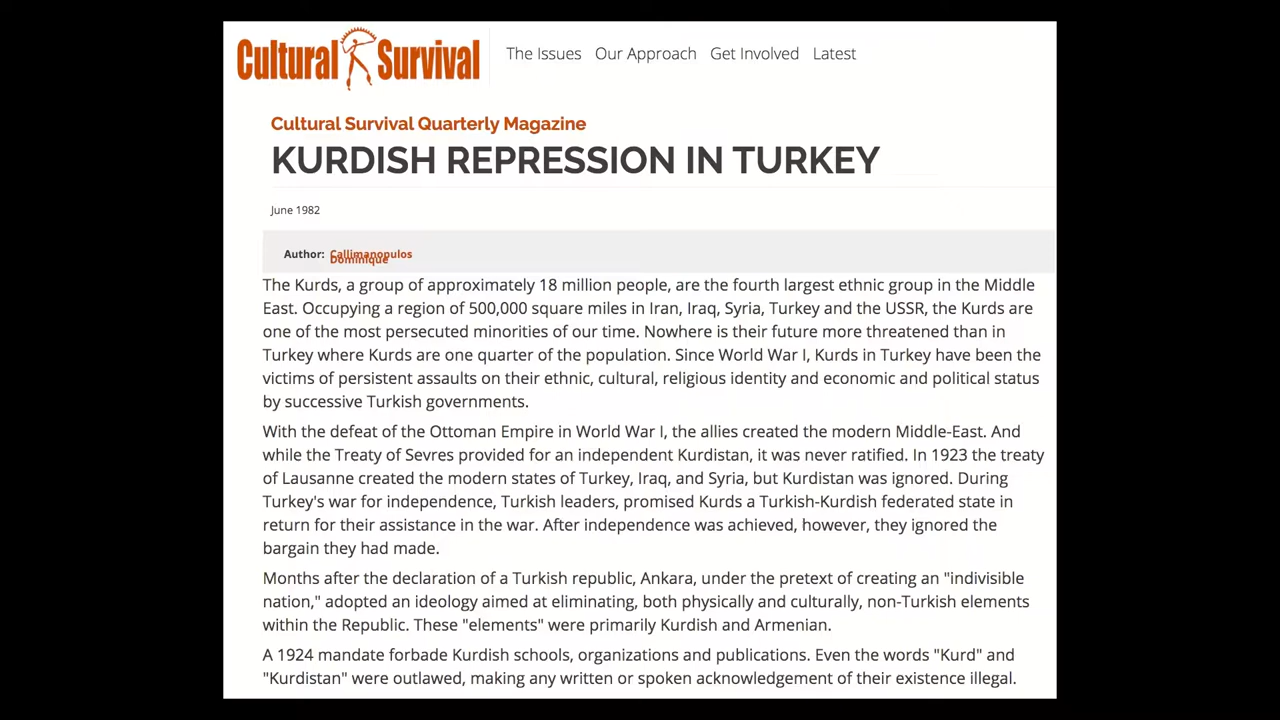 Cultural Survival
The Issues Our Approach Get Involved Latest
Cultural Survival Quarterly Magazine
KURDISH REPRESSION IN TURKEY
June 1982
Author: Callimanopulos
Dominique
The Kurds, a group of approximately 18 million people, are the fourth largest ethnic group in the Middle
East. Occupying a region of 500,000 square miles in Iran, Iraq, Syria, Turkey and the USSR, the Kurds are
one of the most persecuted minorities of our time. Nowhere is their future more threatened than in
Turkey where Kurds are one quarter of the population. Since World War I, Kurds in Turkey have been the
victims of persistent assaults on their ethnic, cultural, religious identity and economic and political status
by successive Turkish governments.
With the defeat of the Ottoman Empire in World War I, the allies created the modern Middle-East. And
while the Treaty of Sevres provided for an independent Kurdistan, it was never ratified. In 1923 the treaty
of Lausanne created the modern states of Turkey, Iraq, and Syria, but Kurdistan was ignored. During
Turkey's war for independence, Turkish leaders, promised Kurds a Turkish-Kurdish federated state in
return for their assistance in the war. After independence was achieved, however, they ignored the
bargain they had made.
Months after the declaration of a Turkish republic, Ankara, under the pretext of creating an "indivisible
nation," adopted an ideology aimed at eliminating, both physically and culturally, non-Turkish elements
within the Republic. These "elements" were primarily Kurdish and Armenian.
A 1924 mandate forbade Kurdish schools, organizations and publications. Even the words "Kurd" and
"Kurdistan" were outlawed, making any written or spoken acknowledgement of their existence illegal.